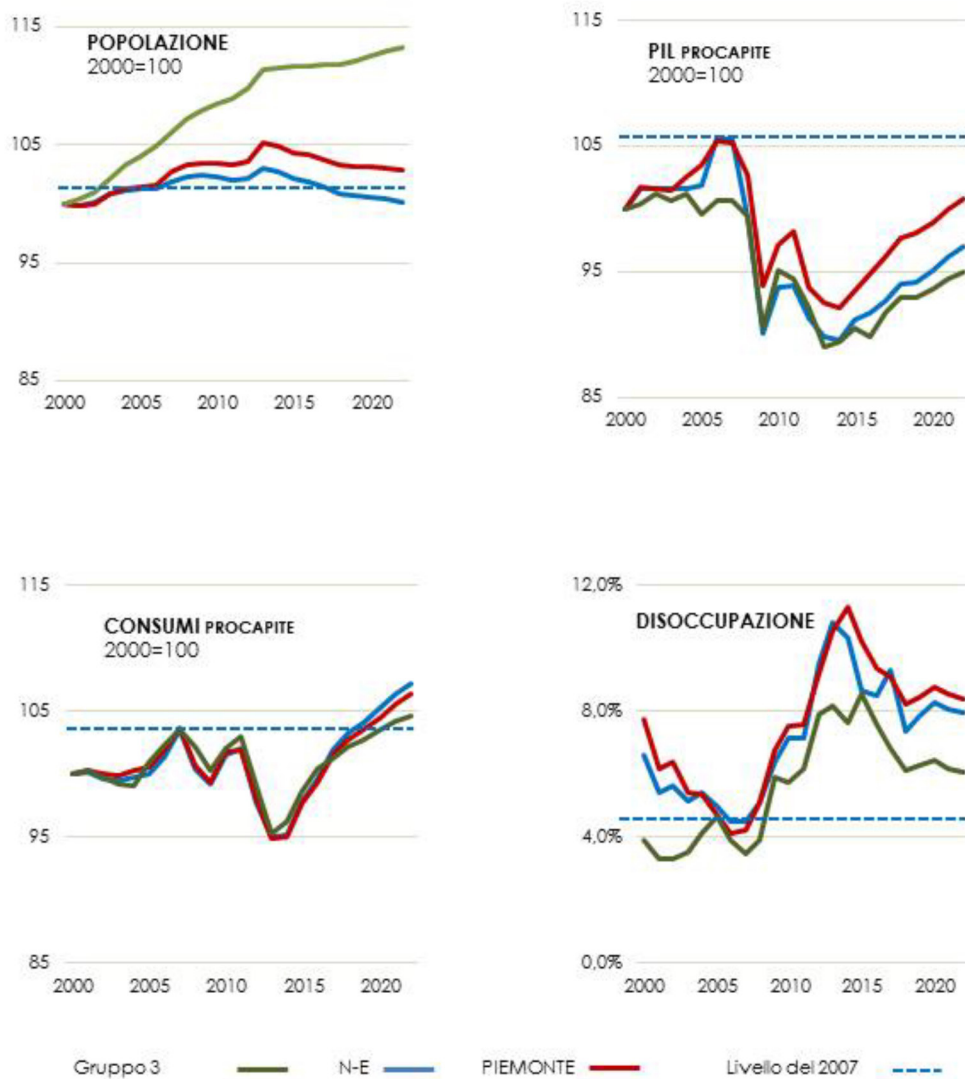 115
POPOLAZIONE
2000=100
105
95
85
2000 2005 2010 2015 2020
115
PIL PROCAPITE
2000=100
105
95
85
2000 2005 2010 2015 2020
115
CONSUMI PROCAPITE
2000=100
105
95
85
2000 2005 2010 2015 2020
12,0%
DISOCCUPAZIONE
8,0%
4,0%
0,0%
2000 2005 2010 2015 2020
Gruppo 3 N-E PIEMONTE Livello del 2007